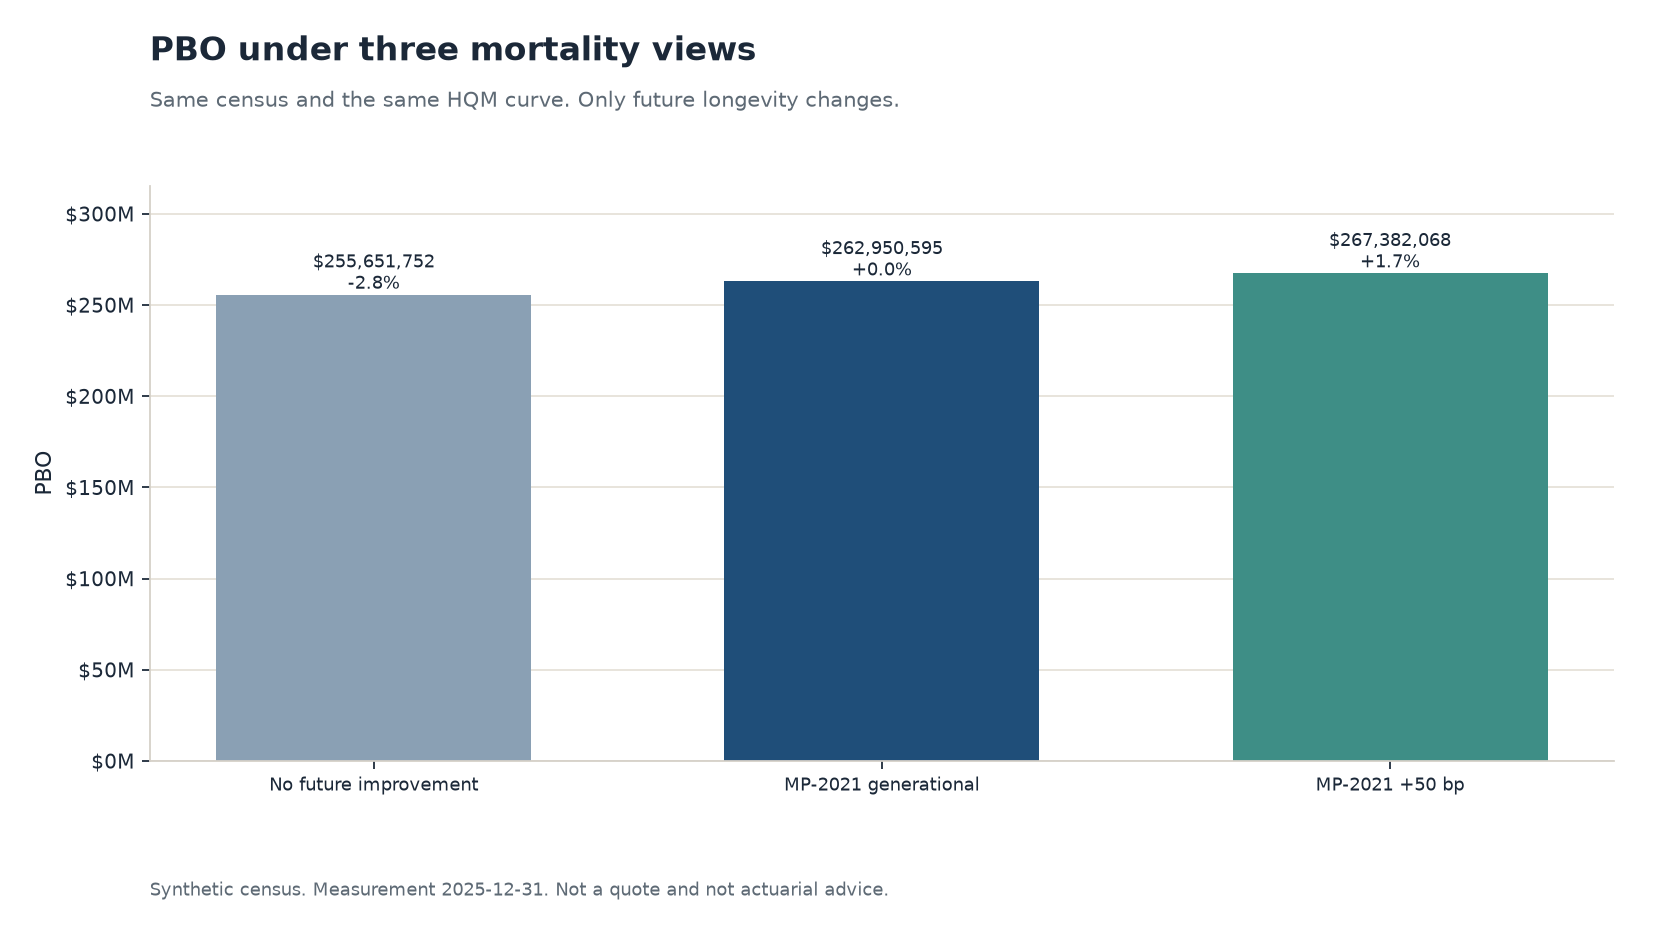 PBO under three mortality views
Same census and the same HQM curve. Only future longevity changes.
PBO
$300M
$250M
$200M
$150M
$100M
$50M
$0M
$255,651,752
-2.8%
$262,950,595
+0.0%
$267,382,068
+1.7%
No future improvement
MP-2021 generational
MP-2021 +50 bp
Synthetic census. Measurement 2025-12-31. Not a quote and not actuarial advice.